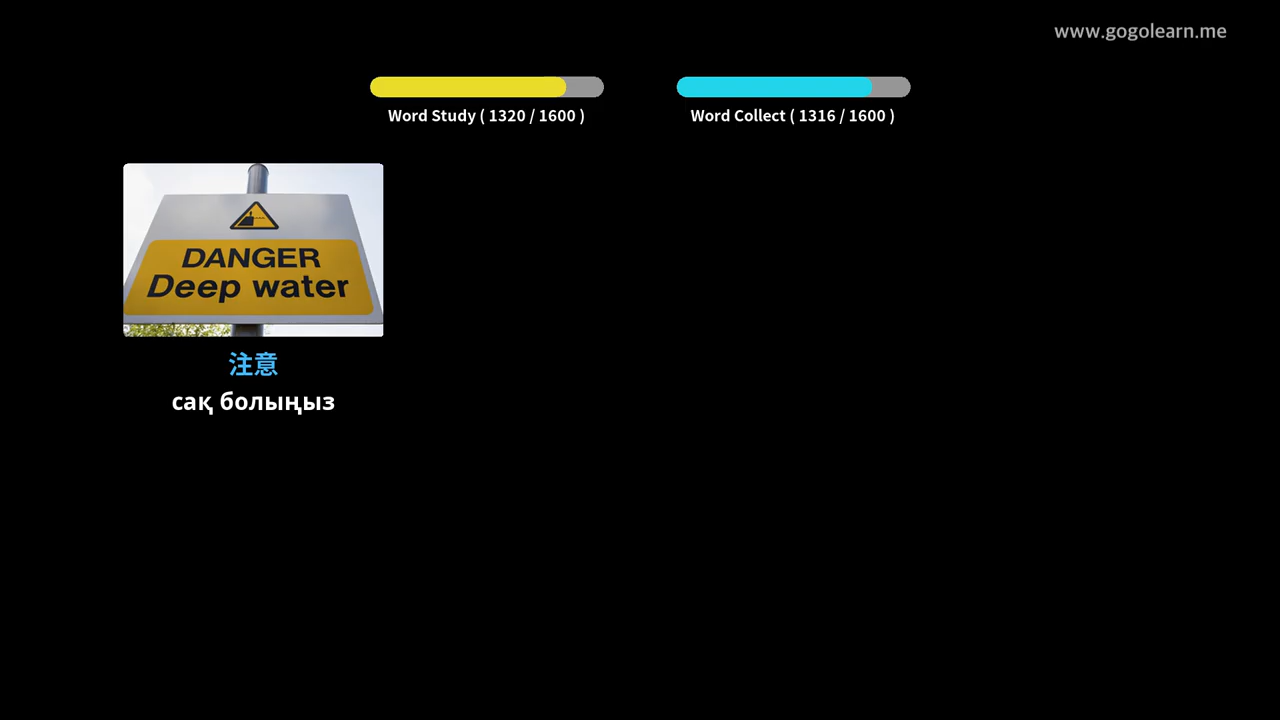 www.gogolearn.me
Word Study ( 1320 / 1600 )
Word Collect ( 1316 / 1600 )
DANGER
Deep water
注意
сақ болыңыз